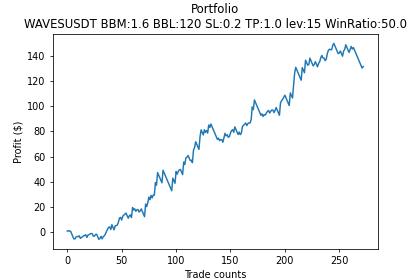 Portfolio
WAVESUSDT BBM:1.6 BBL:120 SL:0.2 TP:1.0 lev:15 WinRatio:50.0
Profit ($)
140
120
100
80
60
40
20
0
0 50 100 150 200 250
Trade counts